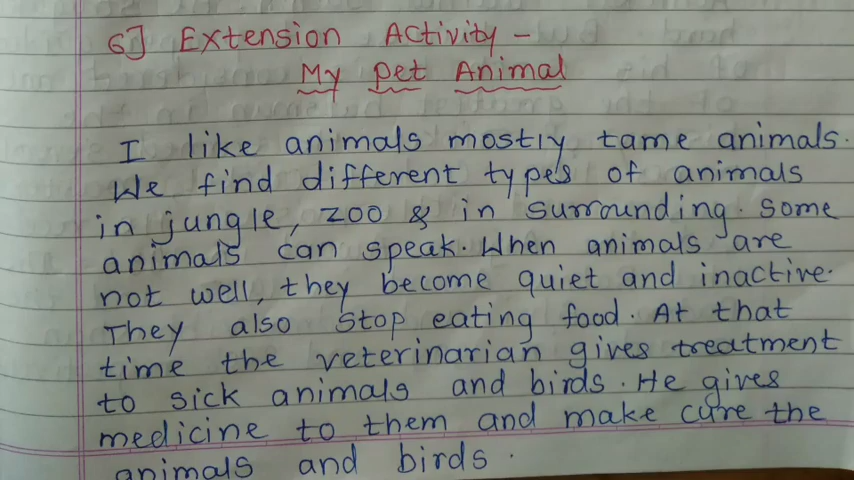 6] Extension Activity -
My Pet Animal
I like animals mostly tame animals.
We find different types of animals
in jungle, zoo & in surrounding. some
animals can speak. When animals are
not well, they become quiet and inactive.
They also stop eating food. At that
time the veterinarian gives treatment
to sick animals and birds. He gives
medicine to them and make cure the
animals and birds.